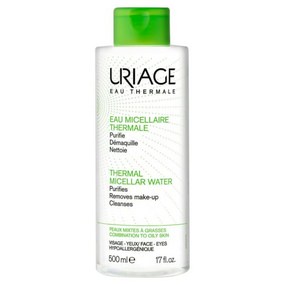 URIAGE
EAU THERMALE
EAU MICELLAIRE
THERMALE
Purifie
Démaquille
Nettoie
THERMAL
MICELLAR WATER
Purifies
Removes make-up
Cleanses
PEAUX MIXTES À GRASSES
COMBINATION TO OILY SKIN
VISAGE - YEUX / FACE - EYES
HYPOALLERGÉNIQUE
500 ml
17 fl.oz.